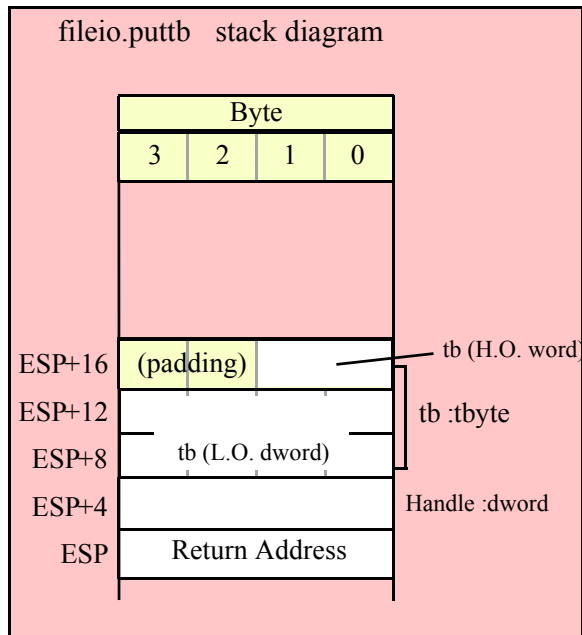 fileio.puttb stack diagram
Byte
3 2 1 0
ESP+16 (padding) tb (H.O. word)
ESP+12 tb :tbyte
ESP+8 tb (L.O. dword)
ESP+4 Handle :dword
ESP Return Address